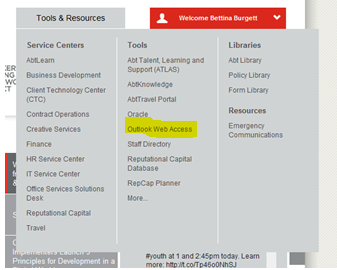 Tools & Resources
Welcome Bettina Burgett
Service Centers
AbtLearn
Business Development
Client Technology Center
(CTC)
Contract Operations
Creative Services
Finance
HR Service Center
IT Service Center
Office Services Solutions
Desk
Reputational Capital
Travel
Tools
Abt Talent, Learning and
Support (ATLAS)
AbtKnowledge
AbtTravel Portal
Oracle
Outlook Web Access
Staff Directory
Reputational Capital
Database
RepCap Planner
More...
Libraries
Abt Library
Policy Library
Form Library
Resources
Emergency
Communications
Implementers Launch 9
Principles for Development in a
#youth at 1 and 2:45pm today. Learn
more: http://t.co/Tp46o0NhSJ